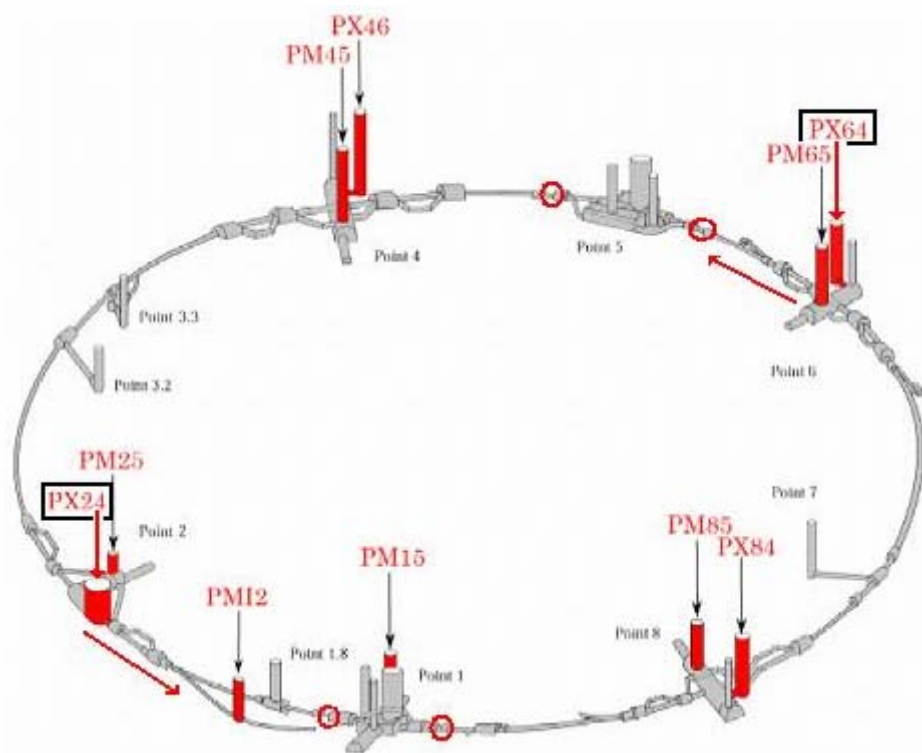 PX46
PM45
PX64
PM65
Point 5
Point 4
Point 3.3
Point 6
Point 3.2
PM25
PX24
Point 2
Point 7
PM85
PX84
PM15
PMI2
Point 8
Point 1.8
Point 1